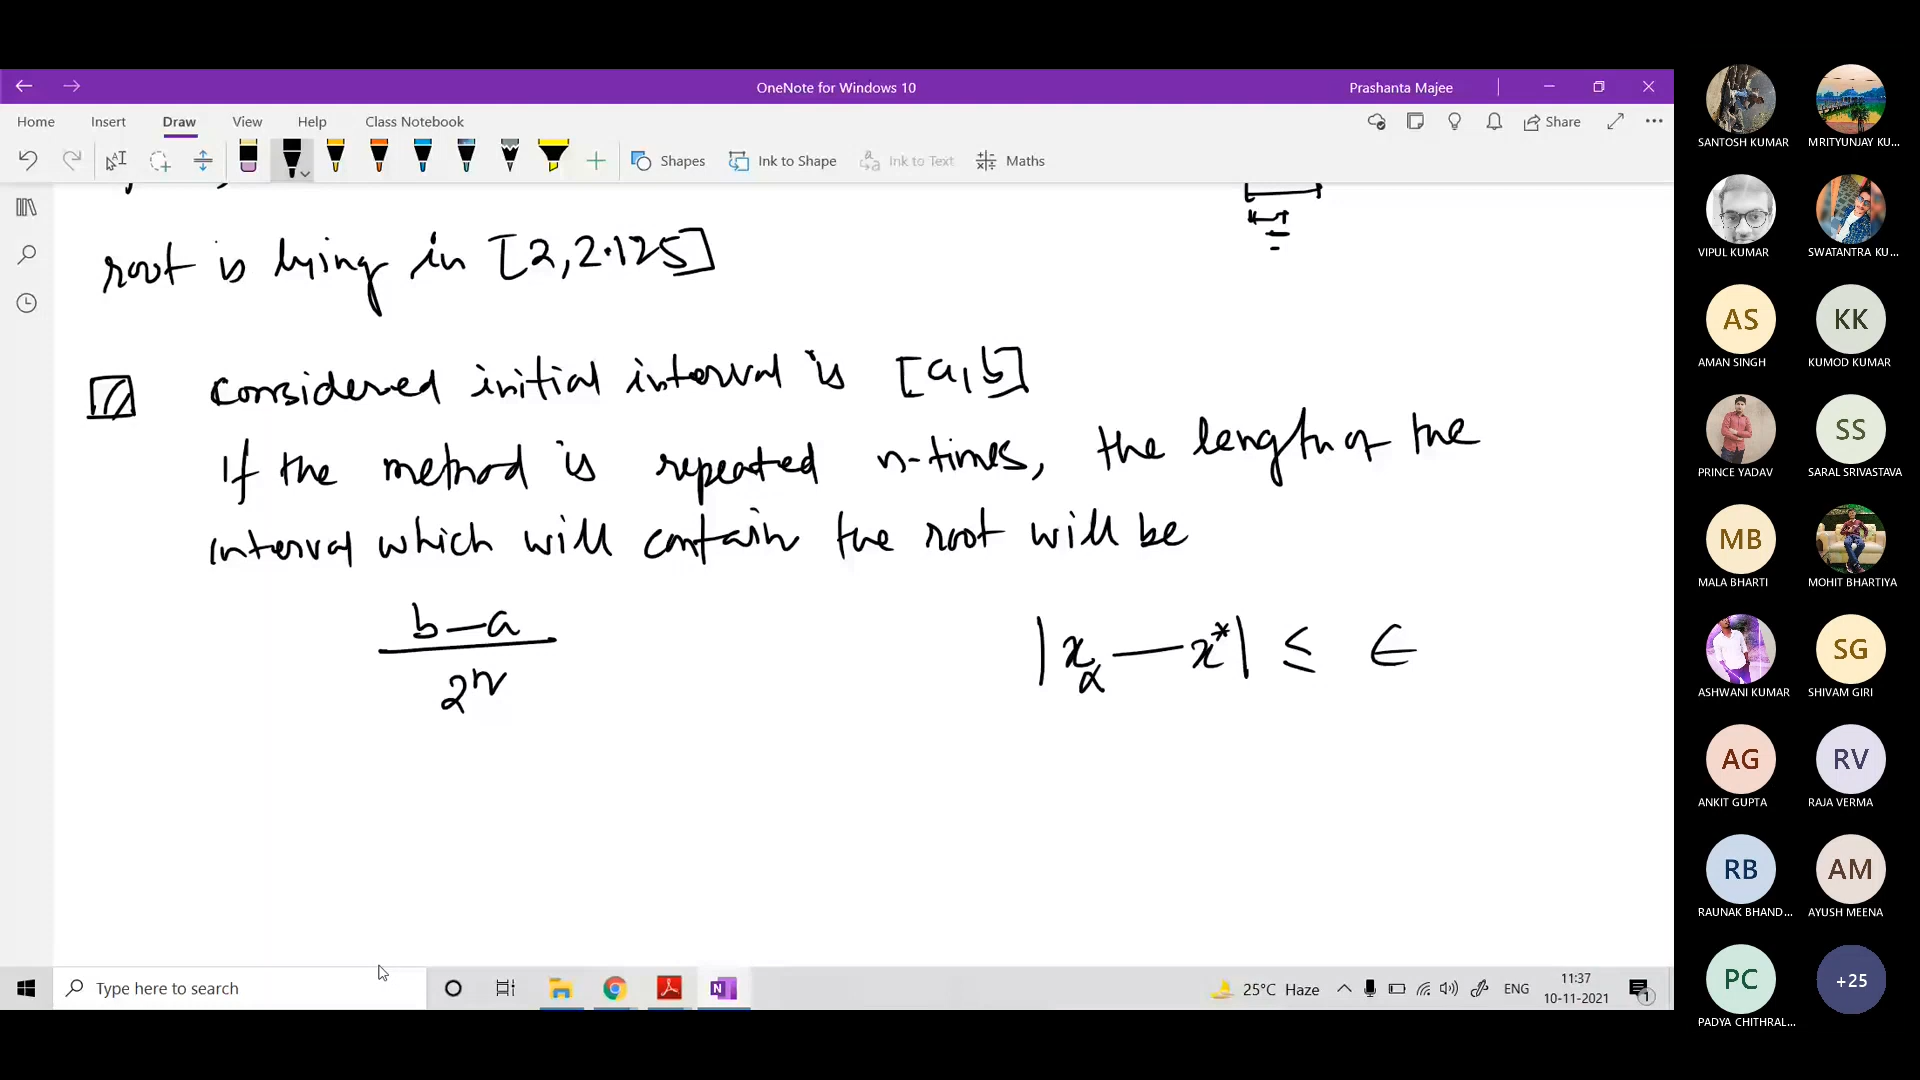 OneNote for Windows 10
Prashanta Majee
Home Insert Draw View Help Class Notebook
Share
Shapes Ink to Shape Ink to Text Maths
root is lying in [2, 2.125]
Considered initial interval is [a, b]
If the method is repeated n-times, the length of the
interval which will contain the root will be
b-a
2^n
|x_α - x*| ≤ ∈
Type here to search
25°C Haze
ENG
11:37
10-11-2021
1
SANTOSH KUMAR
MRITYUNJAY KU...
VIPUL KUMAR
SWATANTRA KU...
AS
KK
AMAN SINGH
KUMOD KUMAR
SS
PRINCE YADAV
SARAL SRIVASTAVA
MB
MALA BHARTI
MOHIT BHARTIYA
SG
ASHWANI KUMAR
SHIVAM GIRI
AG
RV
ANKIT GUPTA
RAJA VERMA
RB
AM
RAUNAK BHAND...
AYUSH MEENA
PC
+25
PADYA CHITHRAL...